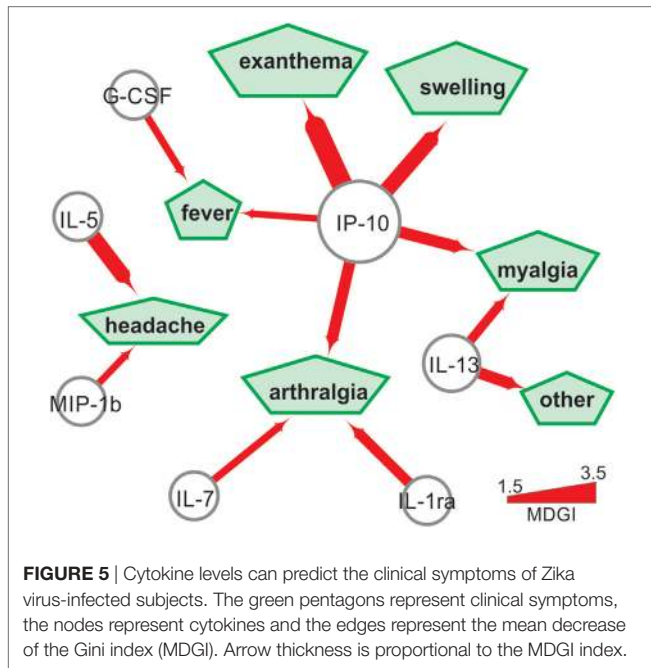 exanthema
swelling
G-CSF
fever
IP-10
IL-5
myalgia
headache
IL-13
MIP-1b
arthralgia
other
IL-7
IL-1ra
1.5
3.5
MDGI
FIGURE 5 | Cytokine levels can predict the clinical symptoms of Zika
virus-infected subjects. The green pentagons represent clinical symptoms,
the nodes represent cytokines and the edges represent the mean decrease
of the Gini index (MDGI). Arrow thickness is proportional to the MDGI index.